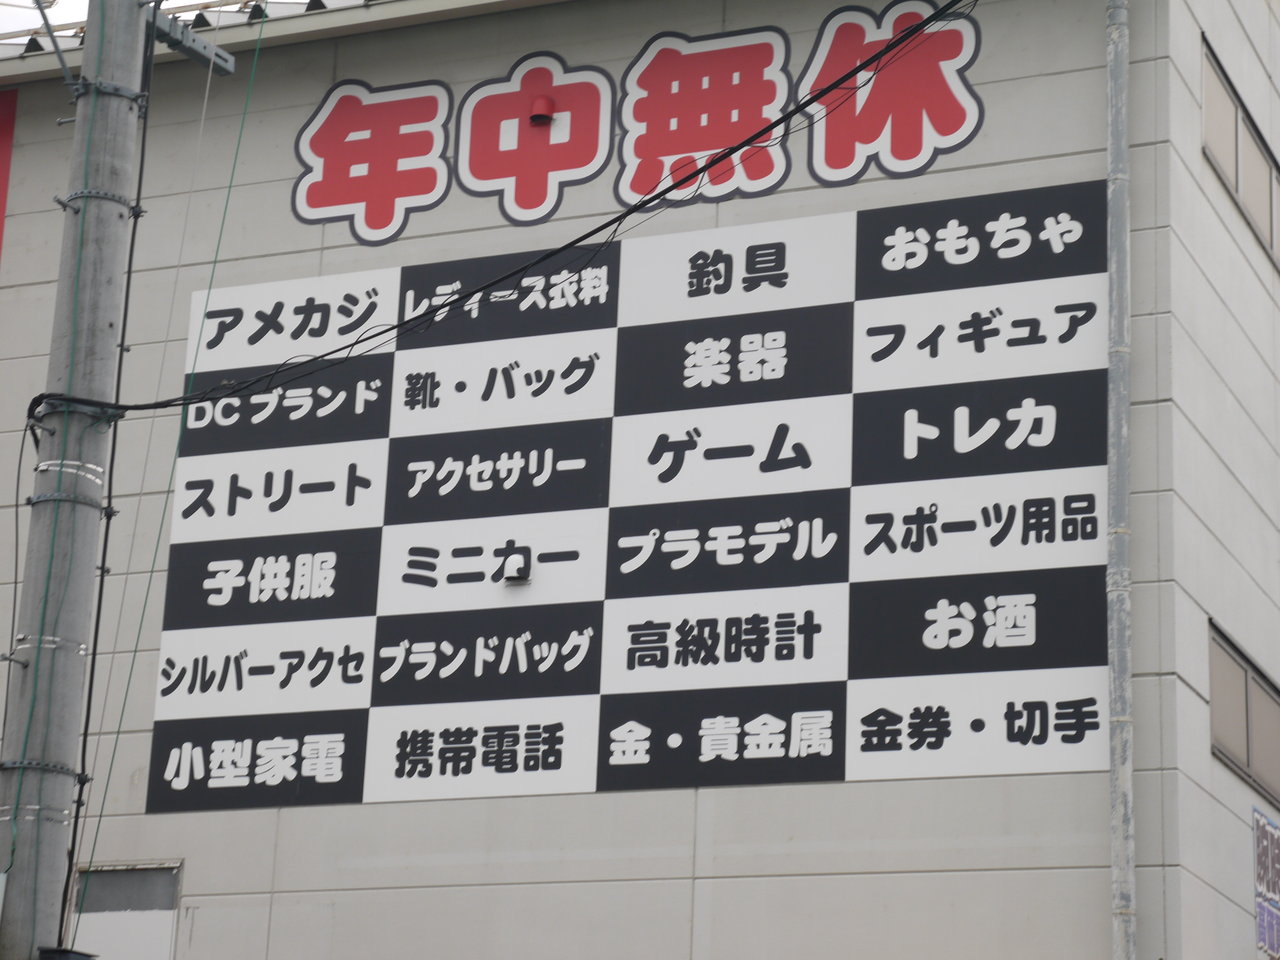 年中無休
アメカジ レディース衣料 釣具 おもちゃ
DCブランド 靴・バッグ 楽器 フィギュア
ストリート アクセサリー ゲーム トレカ
子供服 ミニカー プラモデル スポーツ用品
シルバーアクセ ブランドバッグ 高級時計 お酒
小型家電 携帯電話 金・貴金属 金券・切手